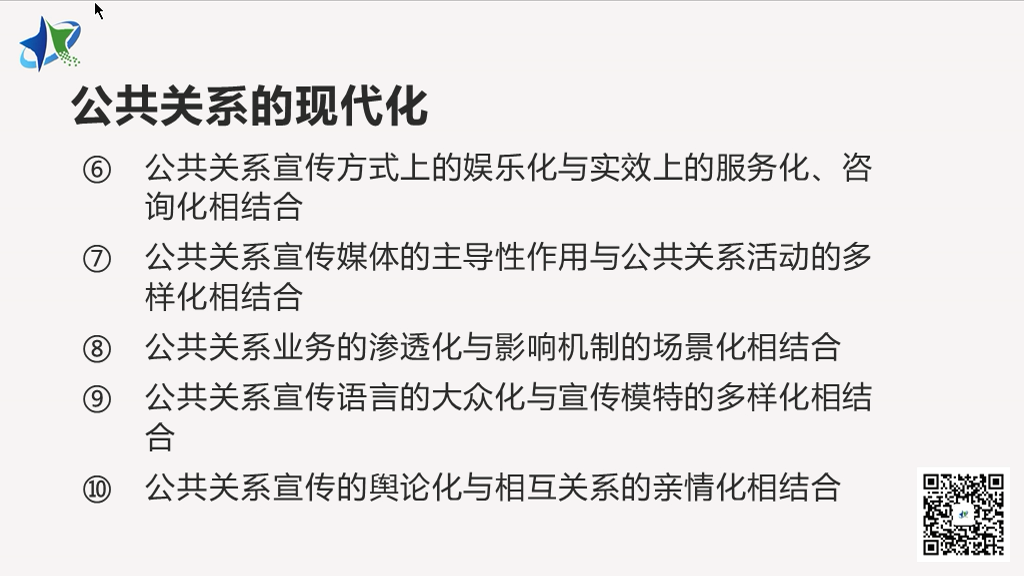 公共关系的现代化
⑥ 公共关系宣传方式上的娱乐化与实效上的服务化、咨
询化相结合
⑦ 公共关系宣传媒体的主导性作用与公共关系活动的多
样化相结合
⑧ 公共关系业务的渗透化与影响机制的场景化相结合
⑨ 公共关系宣传语言的大众化与宣传模特的多样化相结
合
⑩ 公共关系宣传的舆论化与相互关系的亲情化相结合